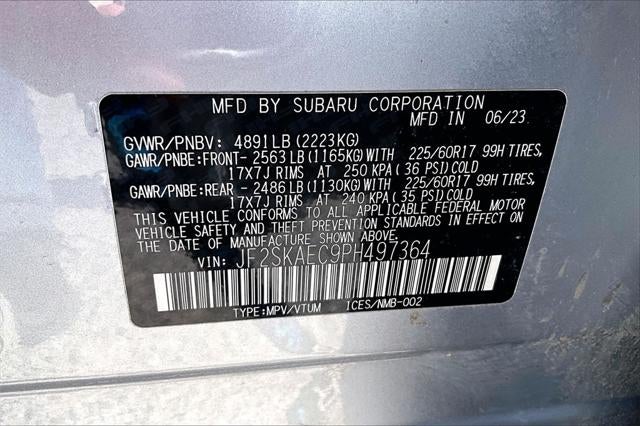 MFD BY SUBARU CORPORATION
MFD IN 06/23
GVWR/PNBV: 4891LB(2223KG)
GAWR/PNBE:FRONT- 2563LB(1165KG)WITH 225/60R17 99H TIRES,
17X7J RIMS AT 250 KPA (36 PSI)COLD
GAWR/PNBE:REAR - 2486LB(1130KG)WITH 225/60R17 99H TIRES,
17X7J RIMS AT 240 KPA (35 PSI)COLD
THIS VEHICLE CONFORMS TO ALL APPLICABLE FEDERAL MOTOR
VEHICLE SAFETY AND THEFT PREVENTION STANDARDS IN EFFECT ON
THE DATE OF MANUFACTURE SHOWN ABOVE.
VIN: JF2SKAEC9PH497364
TYPE:MPV/VTUM ICES/NMB-002